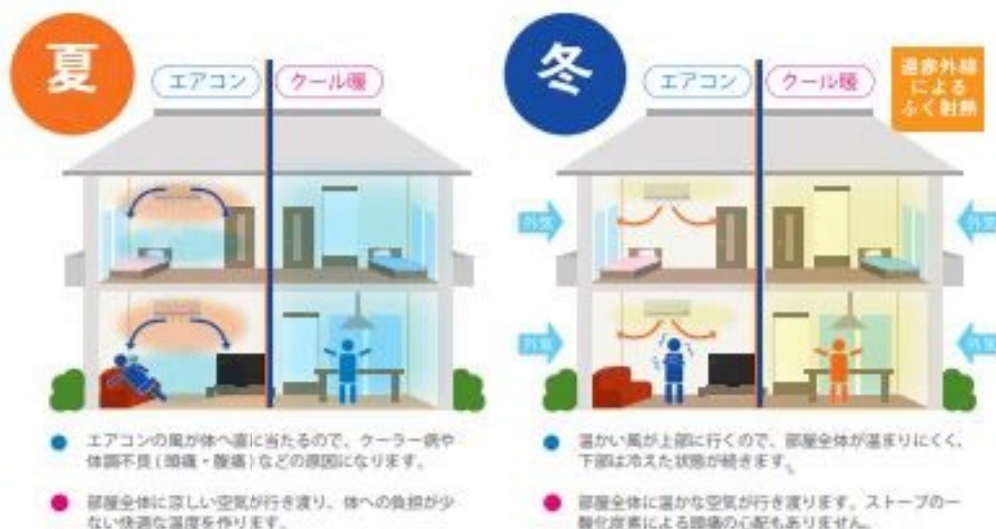 夏
エアコン
クール暖
冬
エアコン
クール暖
遠赤外線
による
ふく射熱
外気
外気
外気
外気
エアコンの風が体へ直に当たるので、クーラー病や
体調不良(頭痛・腹痛)などの原因になります。
部屋全体に涼しい空気が行き渡り、体への負担が少
ない快適な温度を作ります。
温かい風が上部に行くので、部屋全体が温まりにくく、
下部は冷えた状態が続きます。
部屋全体に温かな空気が行き渡ります。ストーブの一
酸化炭素による頭痛の心配もありません。